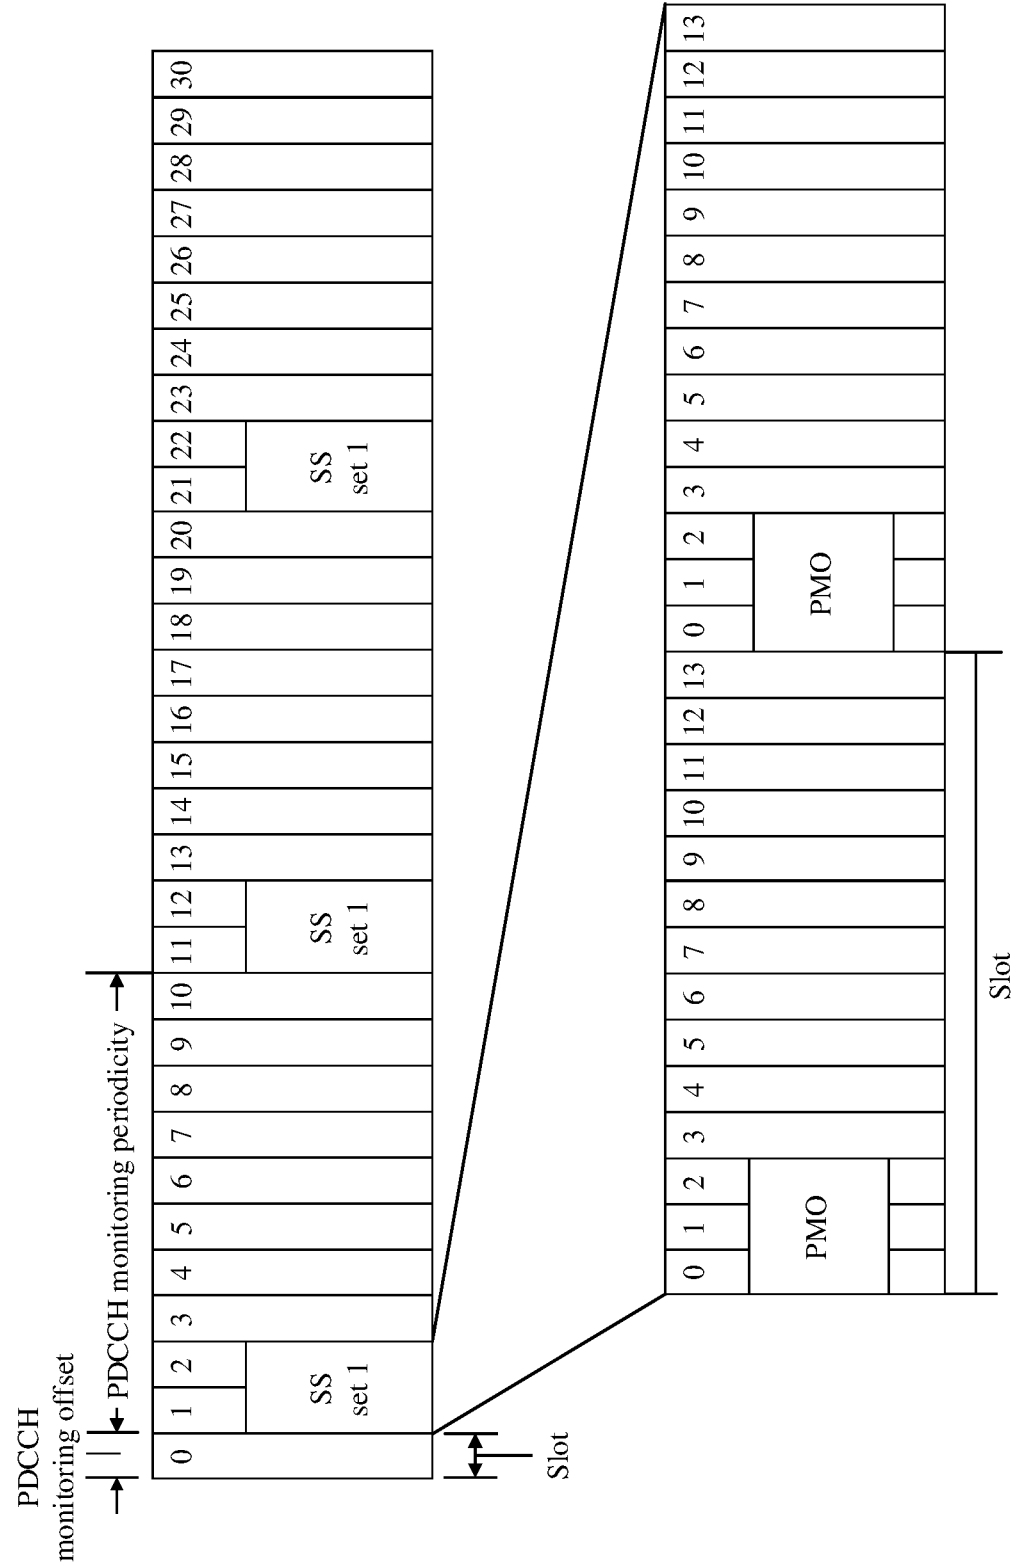 PDCCH
monitoring offset
PDCCH monitoring periodicity
0 1 2 3 4 5 6 7 8 9 10 11 12 13 14 15 16 17 18 19 20 21 22 23 24 25 26 27 28 29 30
SS
set 1
SS
set 1
SS
set 1
Slot
0 1 2 3 4 5 6 7 8 9 10 11 12 13 0 1 2 3 4 5 6 7 8 9 10 11 12 13
PMO
PMO
Slot